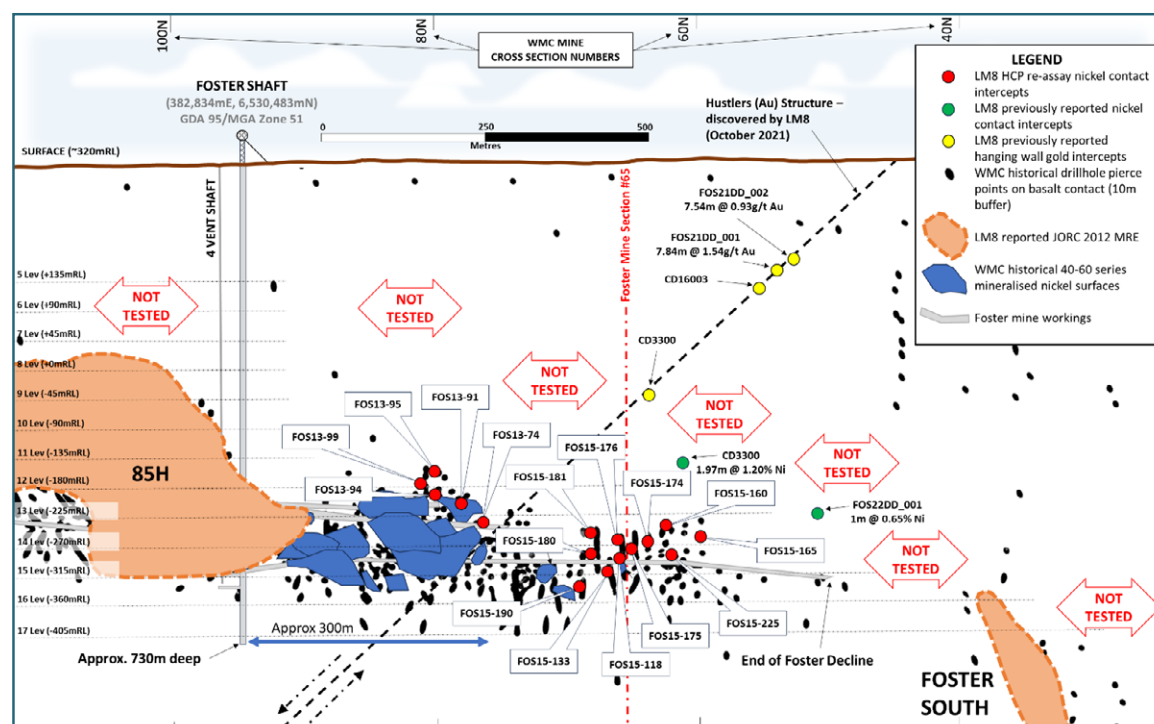 100N
80N
60N
40N
WMC MINE
CROSS SECTION NUMBERS
FOSTER SHAFT
(382,834mE, 6,530,483mN)
GDA 95/MGA Zone 51
0
250
500
Metres
Hustlers (Au) Structure –
discovered by LM8
(October 2021)
SURFACE (~320mRL)
4 VENT SHAFT
Foster Mine Section #65
LEGEND
LM8 HCP re-assay nickel contact
intercepts
LM8 previously reported nickel
contact intercepts
LM8 previously reported
hanging wall gold intercepts
WMC historical drillhole pierce
points on basalt contact (10m
buffer)
LM8 reported JORC 2012 MRE
WMC historical 40-60 series
mineralised nickel surfaces
Foster mine workings
FOS21DD_002
7.54m @ 0.93g/t Au
FOS21DD_001
7.84m @ 1.54g/t Au
CD16003
CD3300
5 Lev (+135mRL)
6 Lev (+90mRL)
7 Lev (+45mRL)
8 Lev (+0mRL)
9 Lev (-45mRL)
10 Lev (-90mRL)
11 Lev (-135mRL)
12 Lev (-180mRL)
13 Lev (-225mRL)
14 Lev (-270mRL)
15 Lev (-315mRL)
16 Lev (-360mRL)
17 Lev (-405mRL)
NOT
TESTED
NOT
TESTED
NOT
TESTED
NOT
TESTED
NOT
TESTED
NOT
TESTED
NOT
TESTED
85H
FOS13-95
FOS13-91
FOS13-99
FOS13-74
FOS13-94
FOS15-176
FOS15-181
FOS15-174
FOS15-160
FOS15-180
FOS15-165
FOS15-190
FOS15-225
FOS15-175
FOS15-133
FOS15-118
CD3300
1.97m @ 1.20% Ni
FOS22DD_001
1m @ 0.65% Ni
Approx 300m
Approx. 730m deep
End of Foster Decline
FOSTER
SOUTH